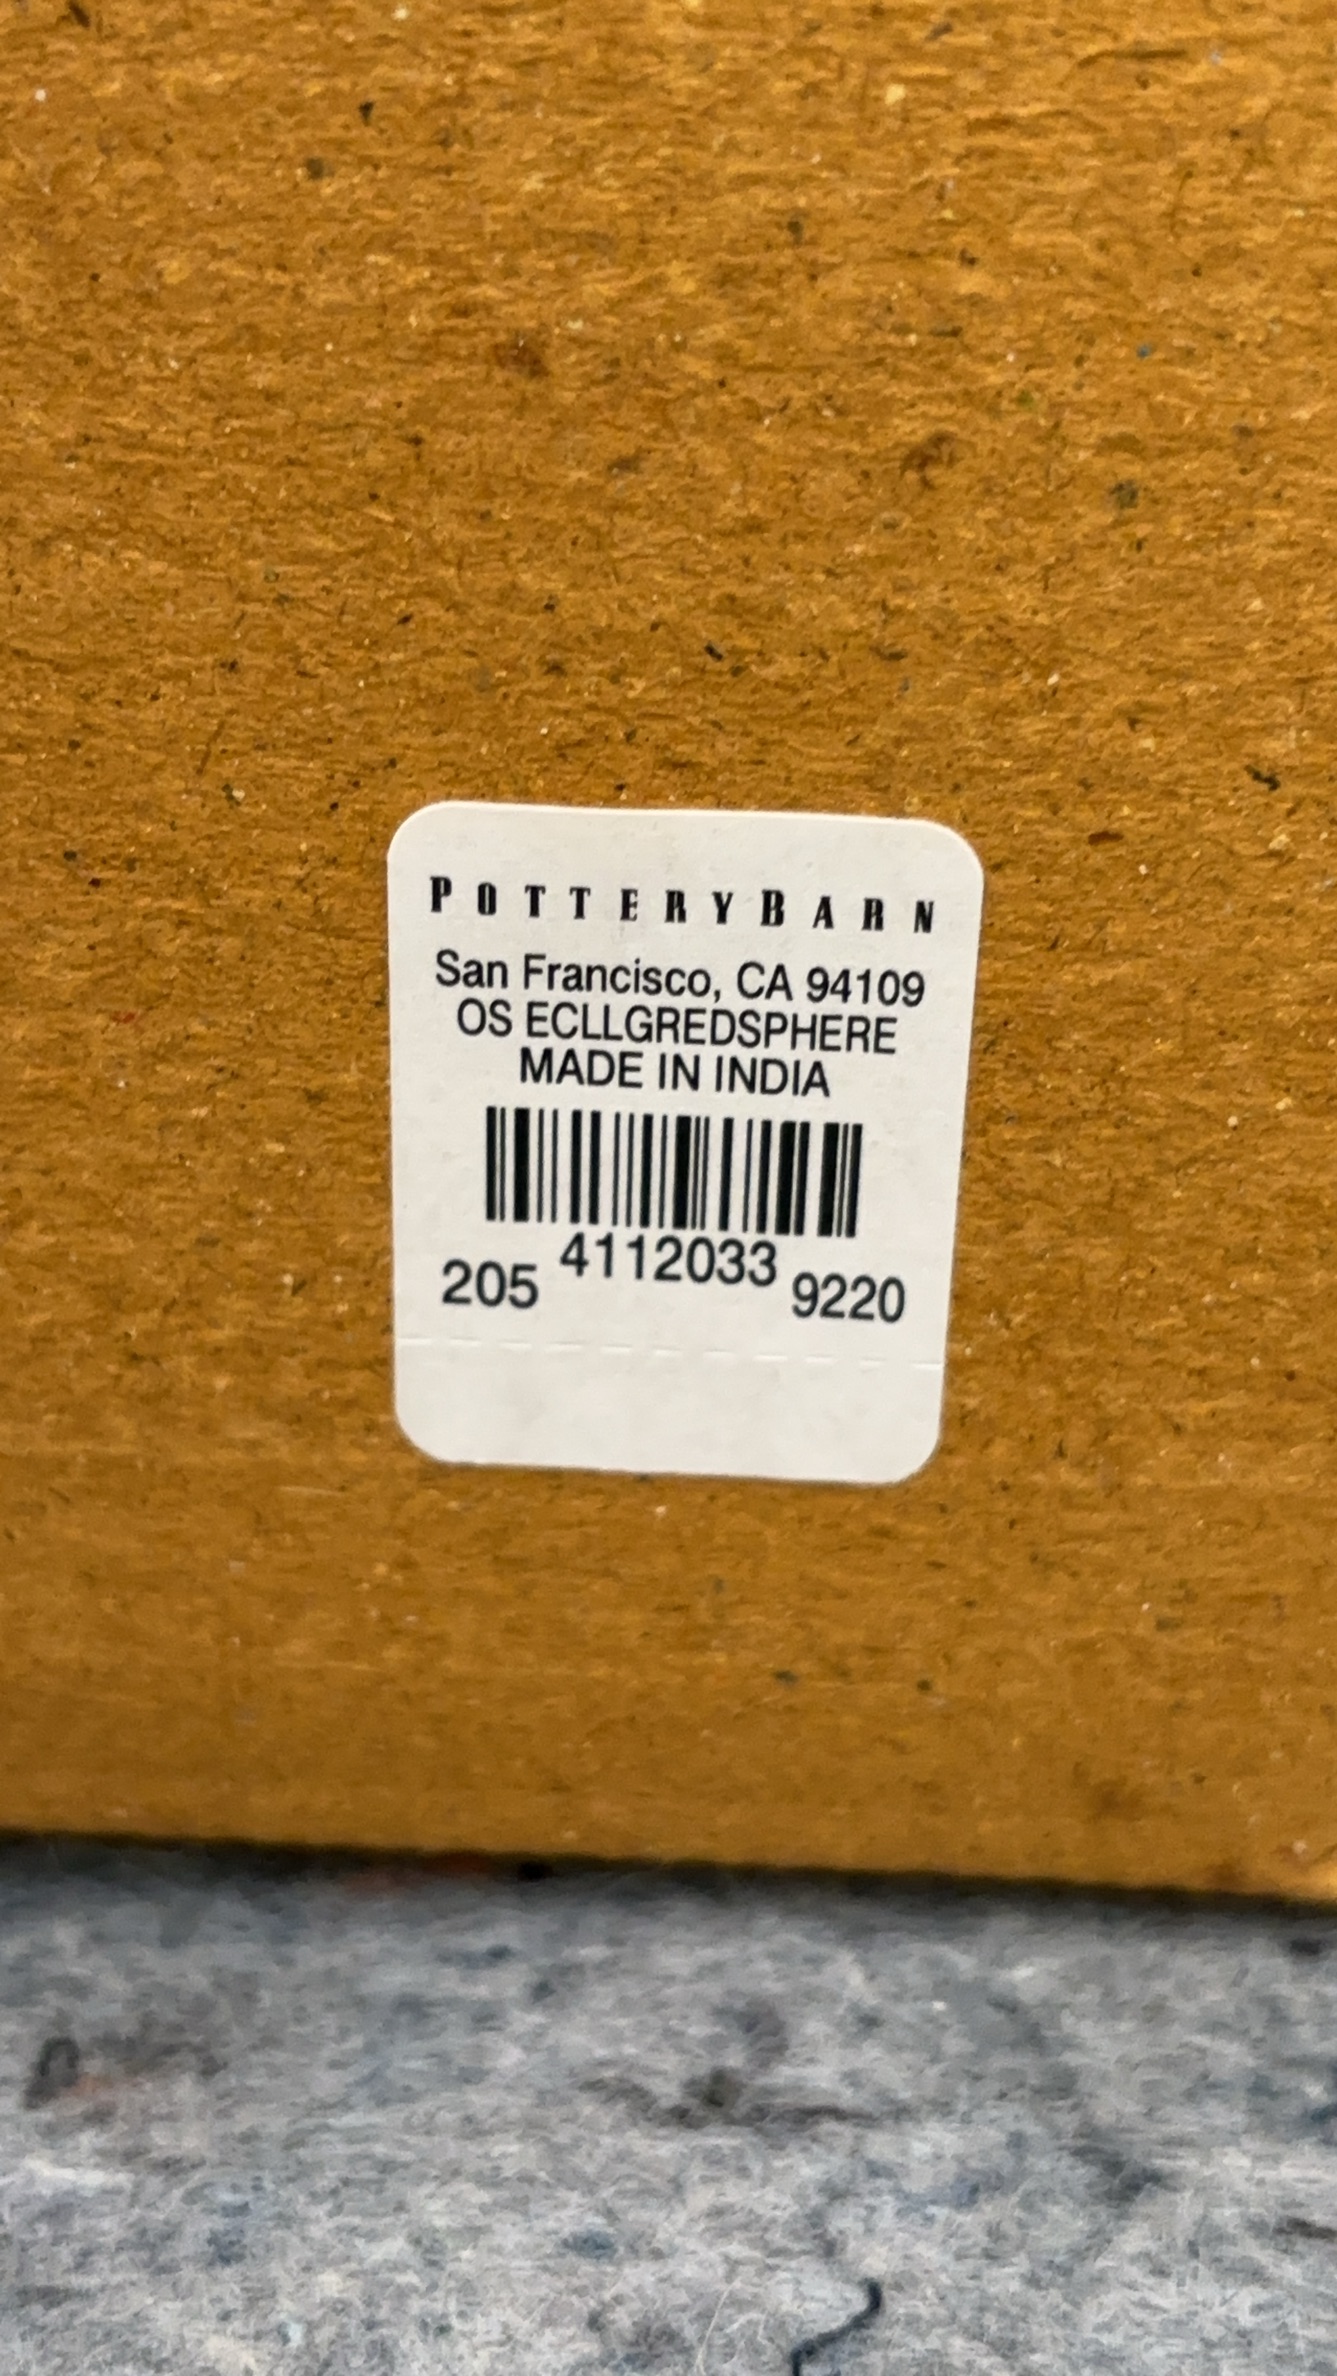 POTTERYBARN
San Francisco, CA 94109
OS ECLLGREDSPHERE
MADE IN INDIA
4112033
205 9220